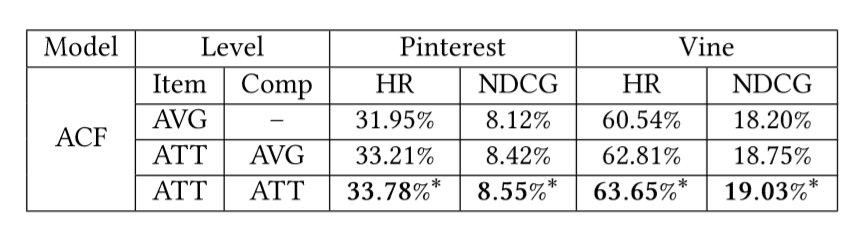 Model Level Pinterest Vine
Item Comp HR NDCG HR NDCG
ACF
AVG – 31.95% 8.12% 60.54% 18.20%
ATT AVG 33.21% 8.42% 62.81% 18.75%
ATT ATT 33.78%* 8.55%* 63.65%* 19.03%*